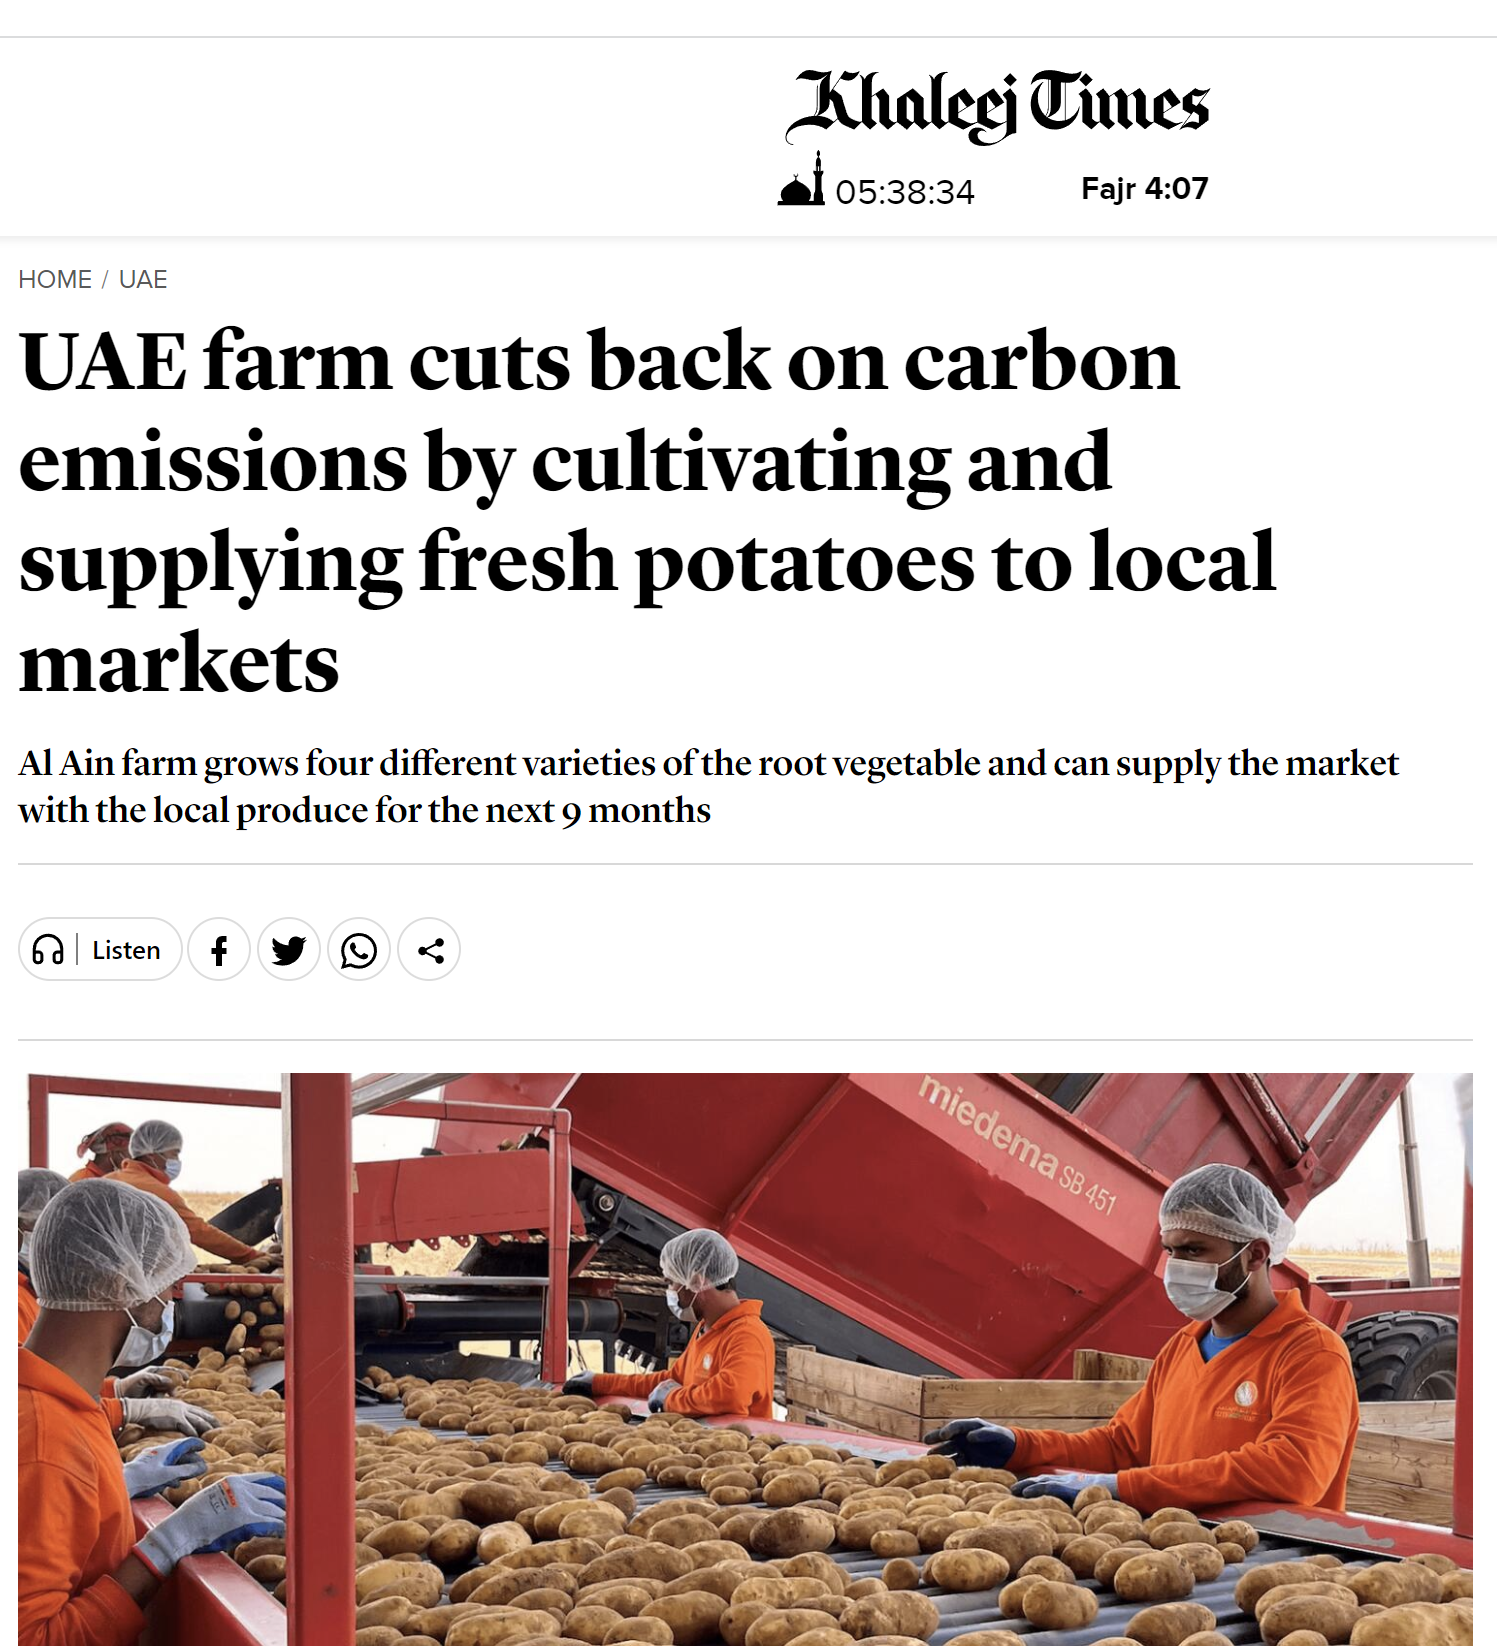 Khaleej Times
05:38:34 Fajr 4:07
HOME / UAE
UAE farm cuts back on carbon
emissions by cultivating and
supplying fresh potatoes to local
markets
Al Ain farm grows four different varieties of the root vegetable and can supply the market
with the local produce for the next 9 months
Listen
miedema SB 451